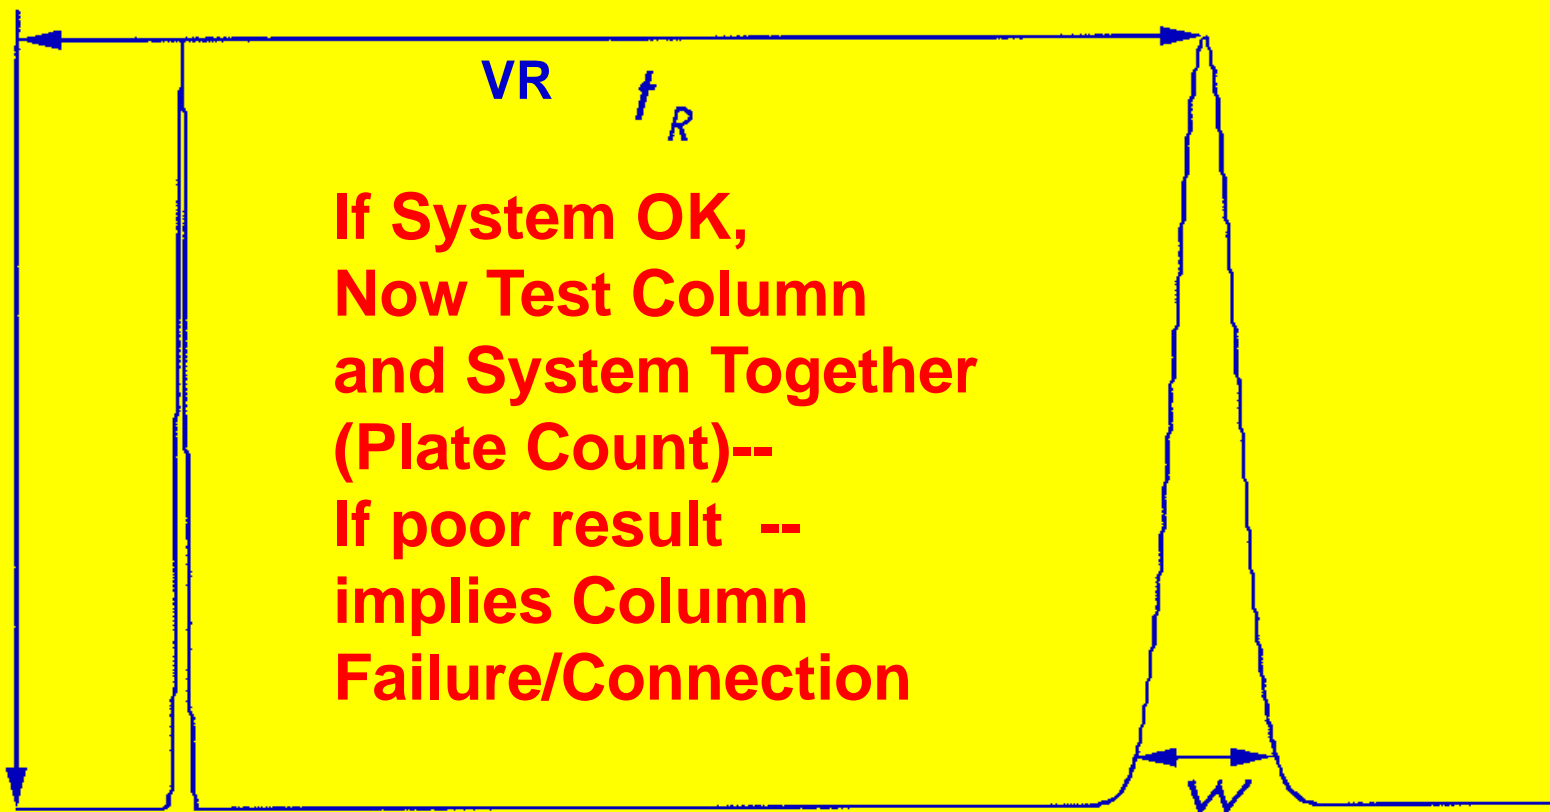 VR t R
If System OK,
Now Test Column
and System Together
(Plate Count)--
If poor result --
implies Column
Failure/Connection
W